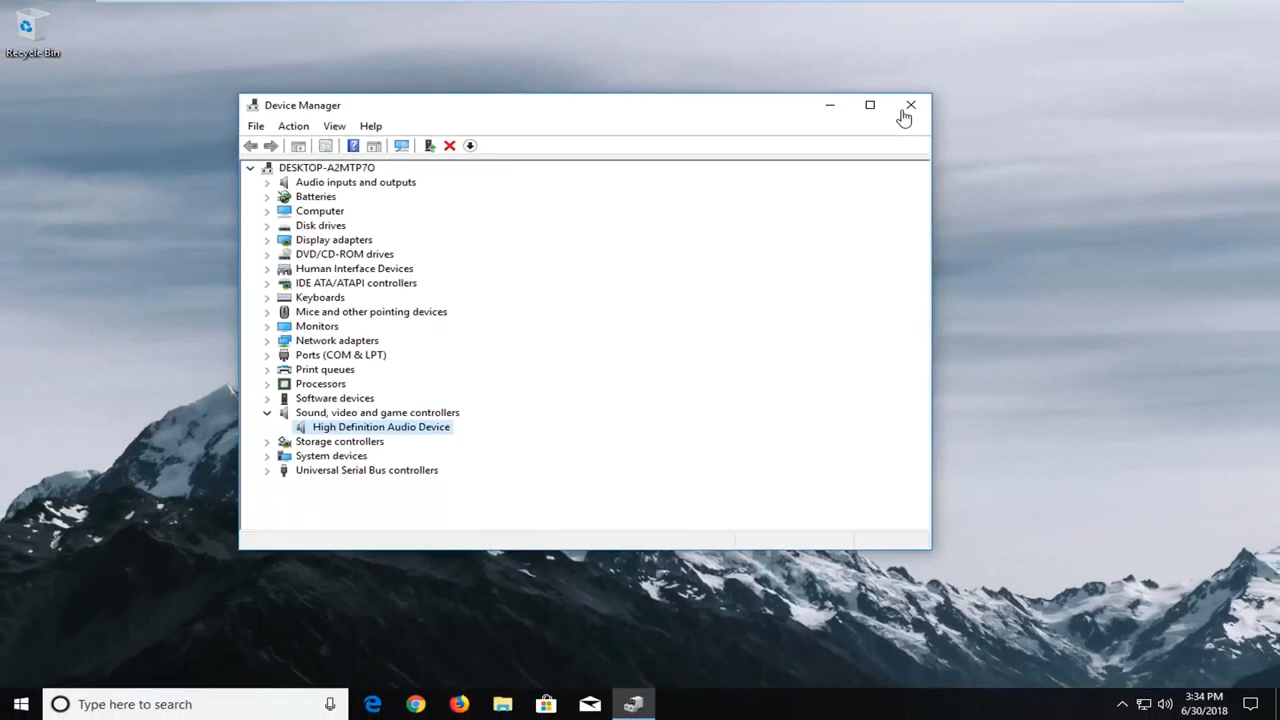 Recycle Bin
Device Manager
File Action View Help
DESKTOP-A2MTP7O
Audio inputs and outputs
Batteries
Computer
Disk drives
Display adapters
DVD/CD-ROM drives
Human Interface Devices
IDE ATA/ATAPI controllers
Keyboards
Mice and other pointing devices
Monitors
Network adapters
Ports (COM & LPT)
Print queues
Processors
Software devices
Sound, video and game controllers
High Definition Audio Device
Storage controllers
System devices
Universal Serial Bus controllers
Type here to search
3:34 PM
6/30/2018